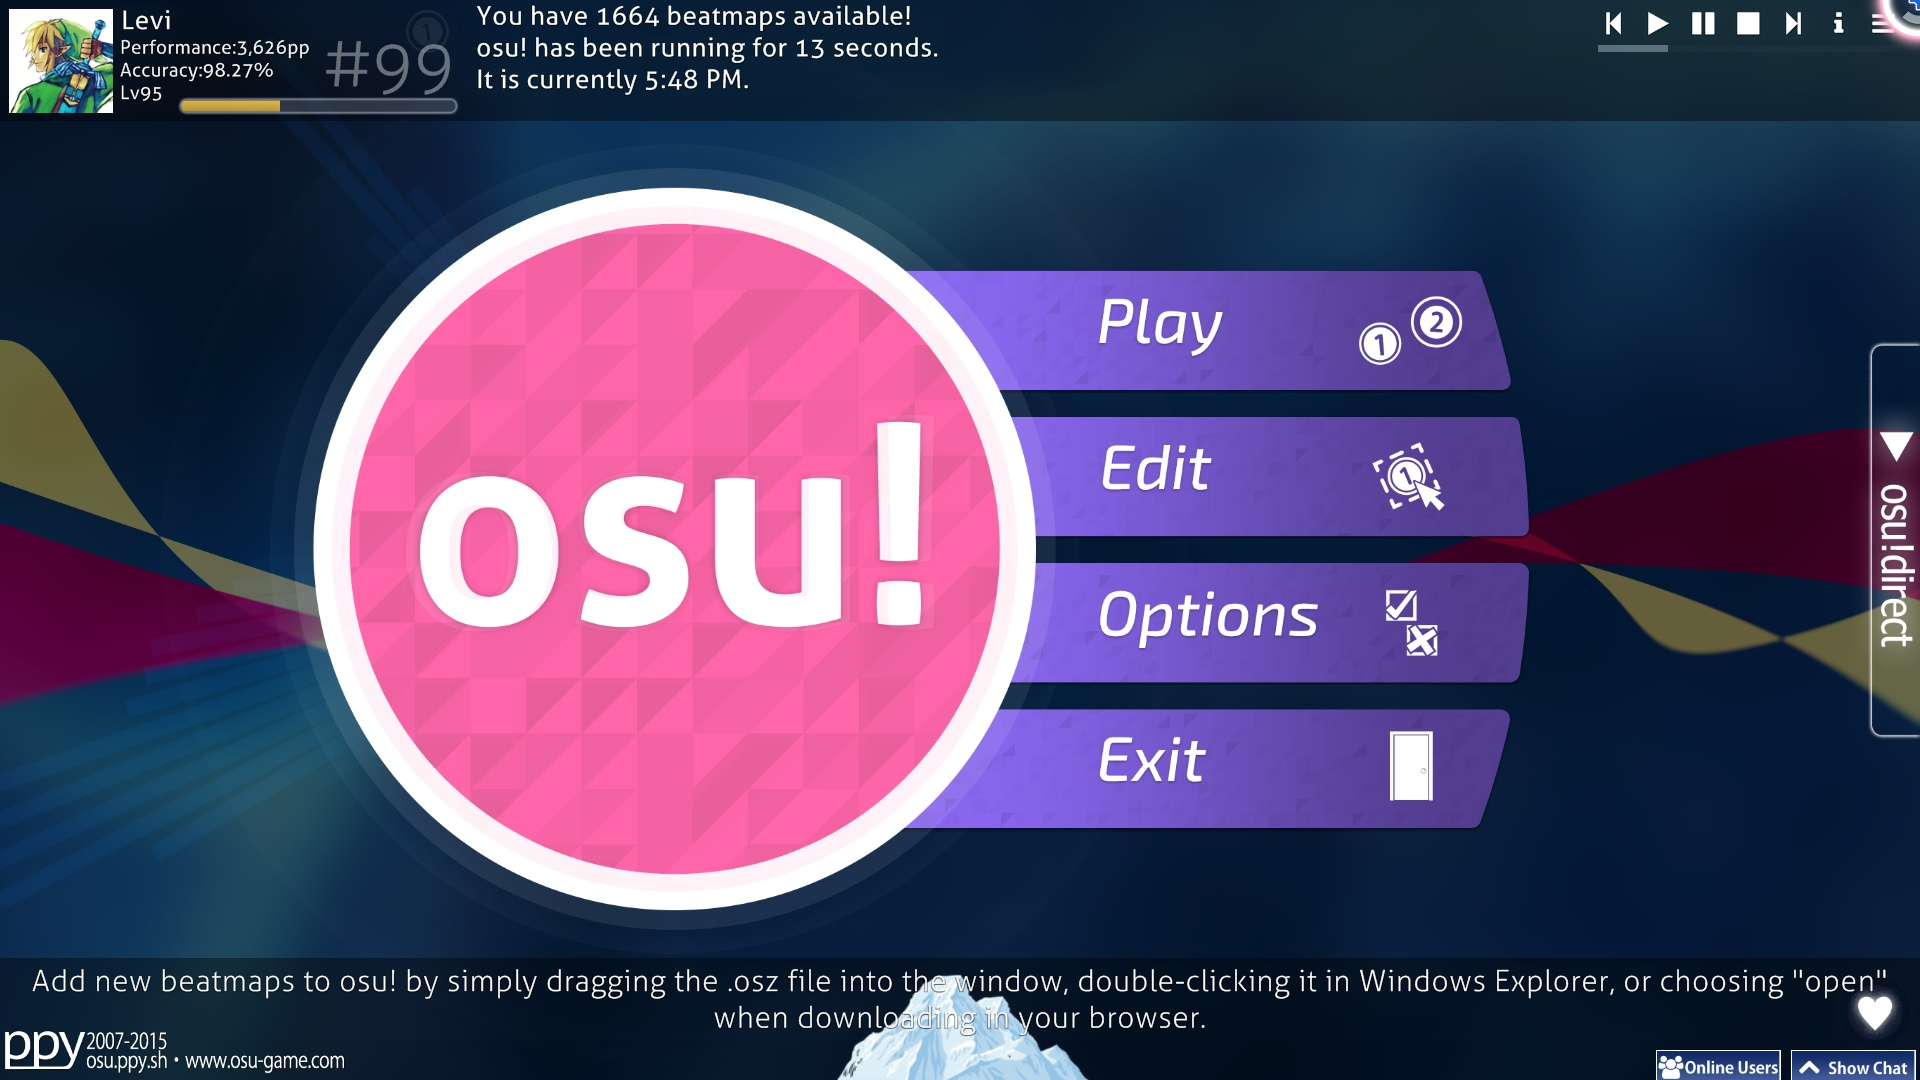 Levi
Performance:3,626pp
Accuracy:98.27%
Lv95
#99
1
You have 1664 beatmaps available!
osu! has been running for 13 seconds.
It is currently 5:48 PM.
i
osu!
Play
1
2
Edit
1
Options
Exit
osu!direct
Add new beatmaps to osu! by simply dragging the .osz file into the window, double-clicking it in Windows Explorer, or choosing "open"
when downloading in your browser.
ppy 2007-2015
osu.ppy.sh • www.osu-game.com
Online Users
Show Chat